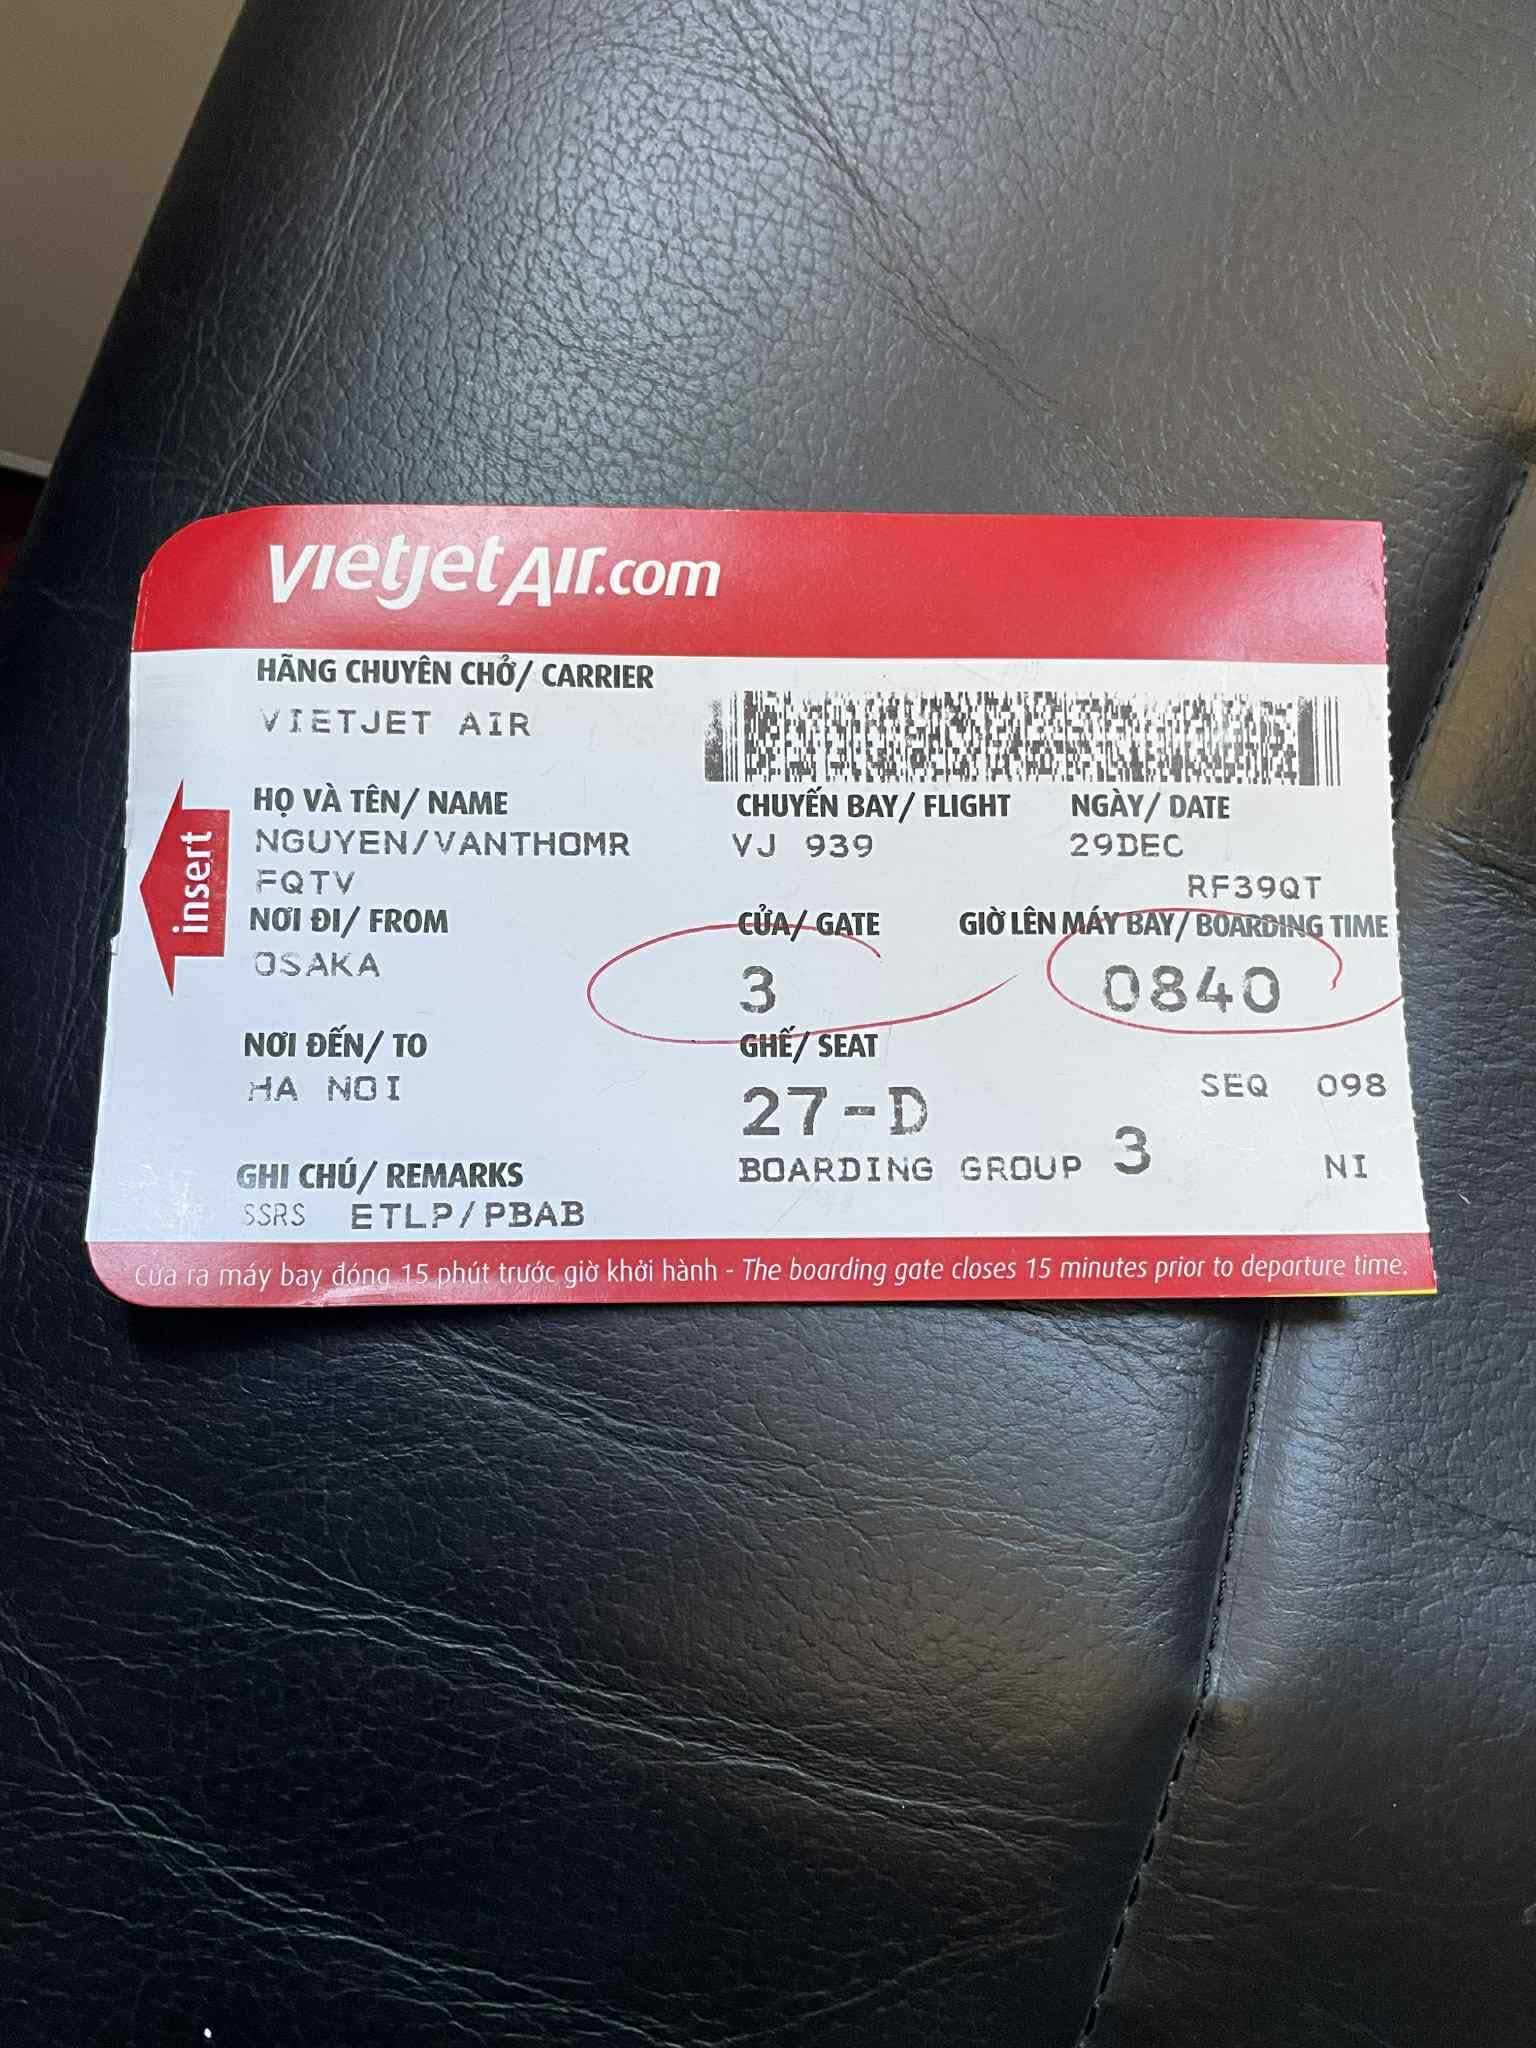 vietjet Air.com
HÃNG CHUYÊN CHỞ/ CARRIER
VIETJET AIR
HỌ VÀ TÊN/ NAME
NGUYEN/VANTHOMR
FQTV
CHUYẾN BAY/ FLIGHT
VJ 939
NGÀY/ DATE
29DEC
RF39QT
insert
NƠI ĐI/ FROM
OSAKA
CỬA/ GATE
3
GIỜ LÊN MÁY BAY/ BOARDING TIME
0840
NƠI ĐẾN/ TO
HA NOI
GHẾ/ SEAT
27-D
SEQ 098
BOARDING GROUP 3
NI
GHI CHÚ/ REMARKS
SSRS ETLP/PBAB
Cửa ra máy bay đóng 15 phút trước giờ khởi hành - The boarding gate closes 15 minutes prior to departure time.